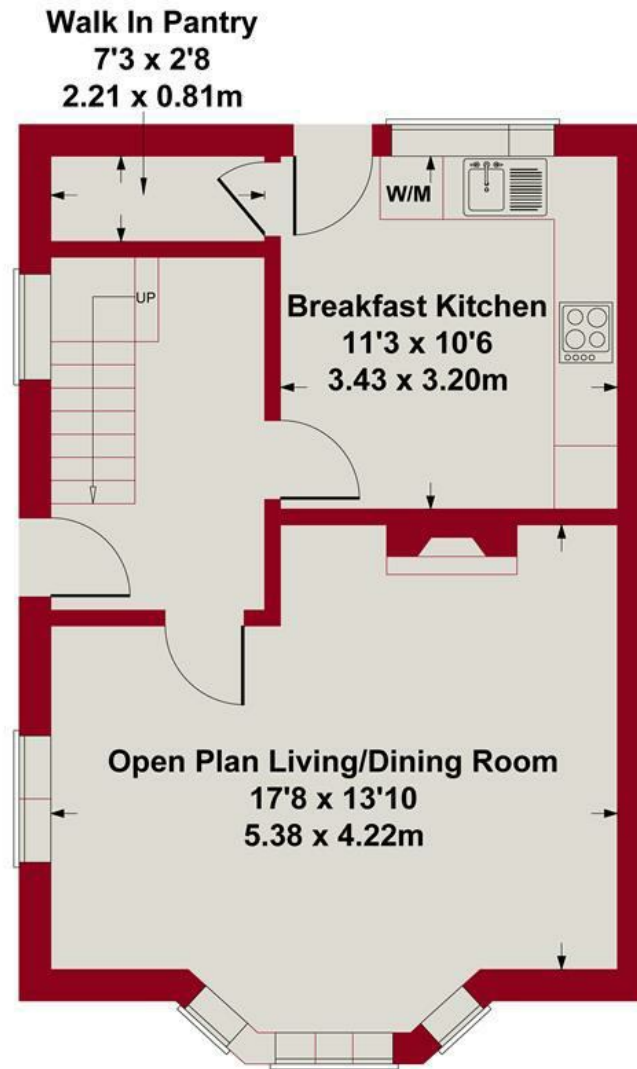 Walk In Pantry
7'3 x 2'8
2.21 x 0.81m
W/M
UP
Breakfast Kitchen
11'3 x 10'6
3.43 x 3.20m
Open Plan Living/Dining Room
17'8 x 13'10
5.38 x 4.22m